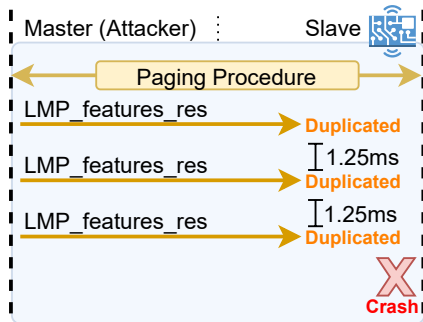 Master (Attacker) Slave
Paging Procedure
LMP_features_res
Duplicated
1.25ms
LMP_features_res
Duplicated
1.25ms
LMP_features_res
Duplicated
Crash